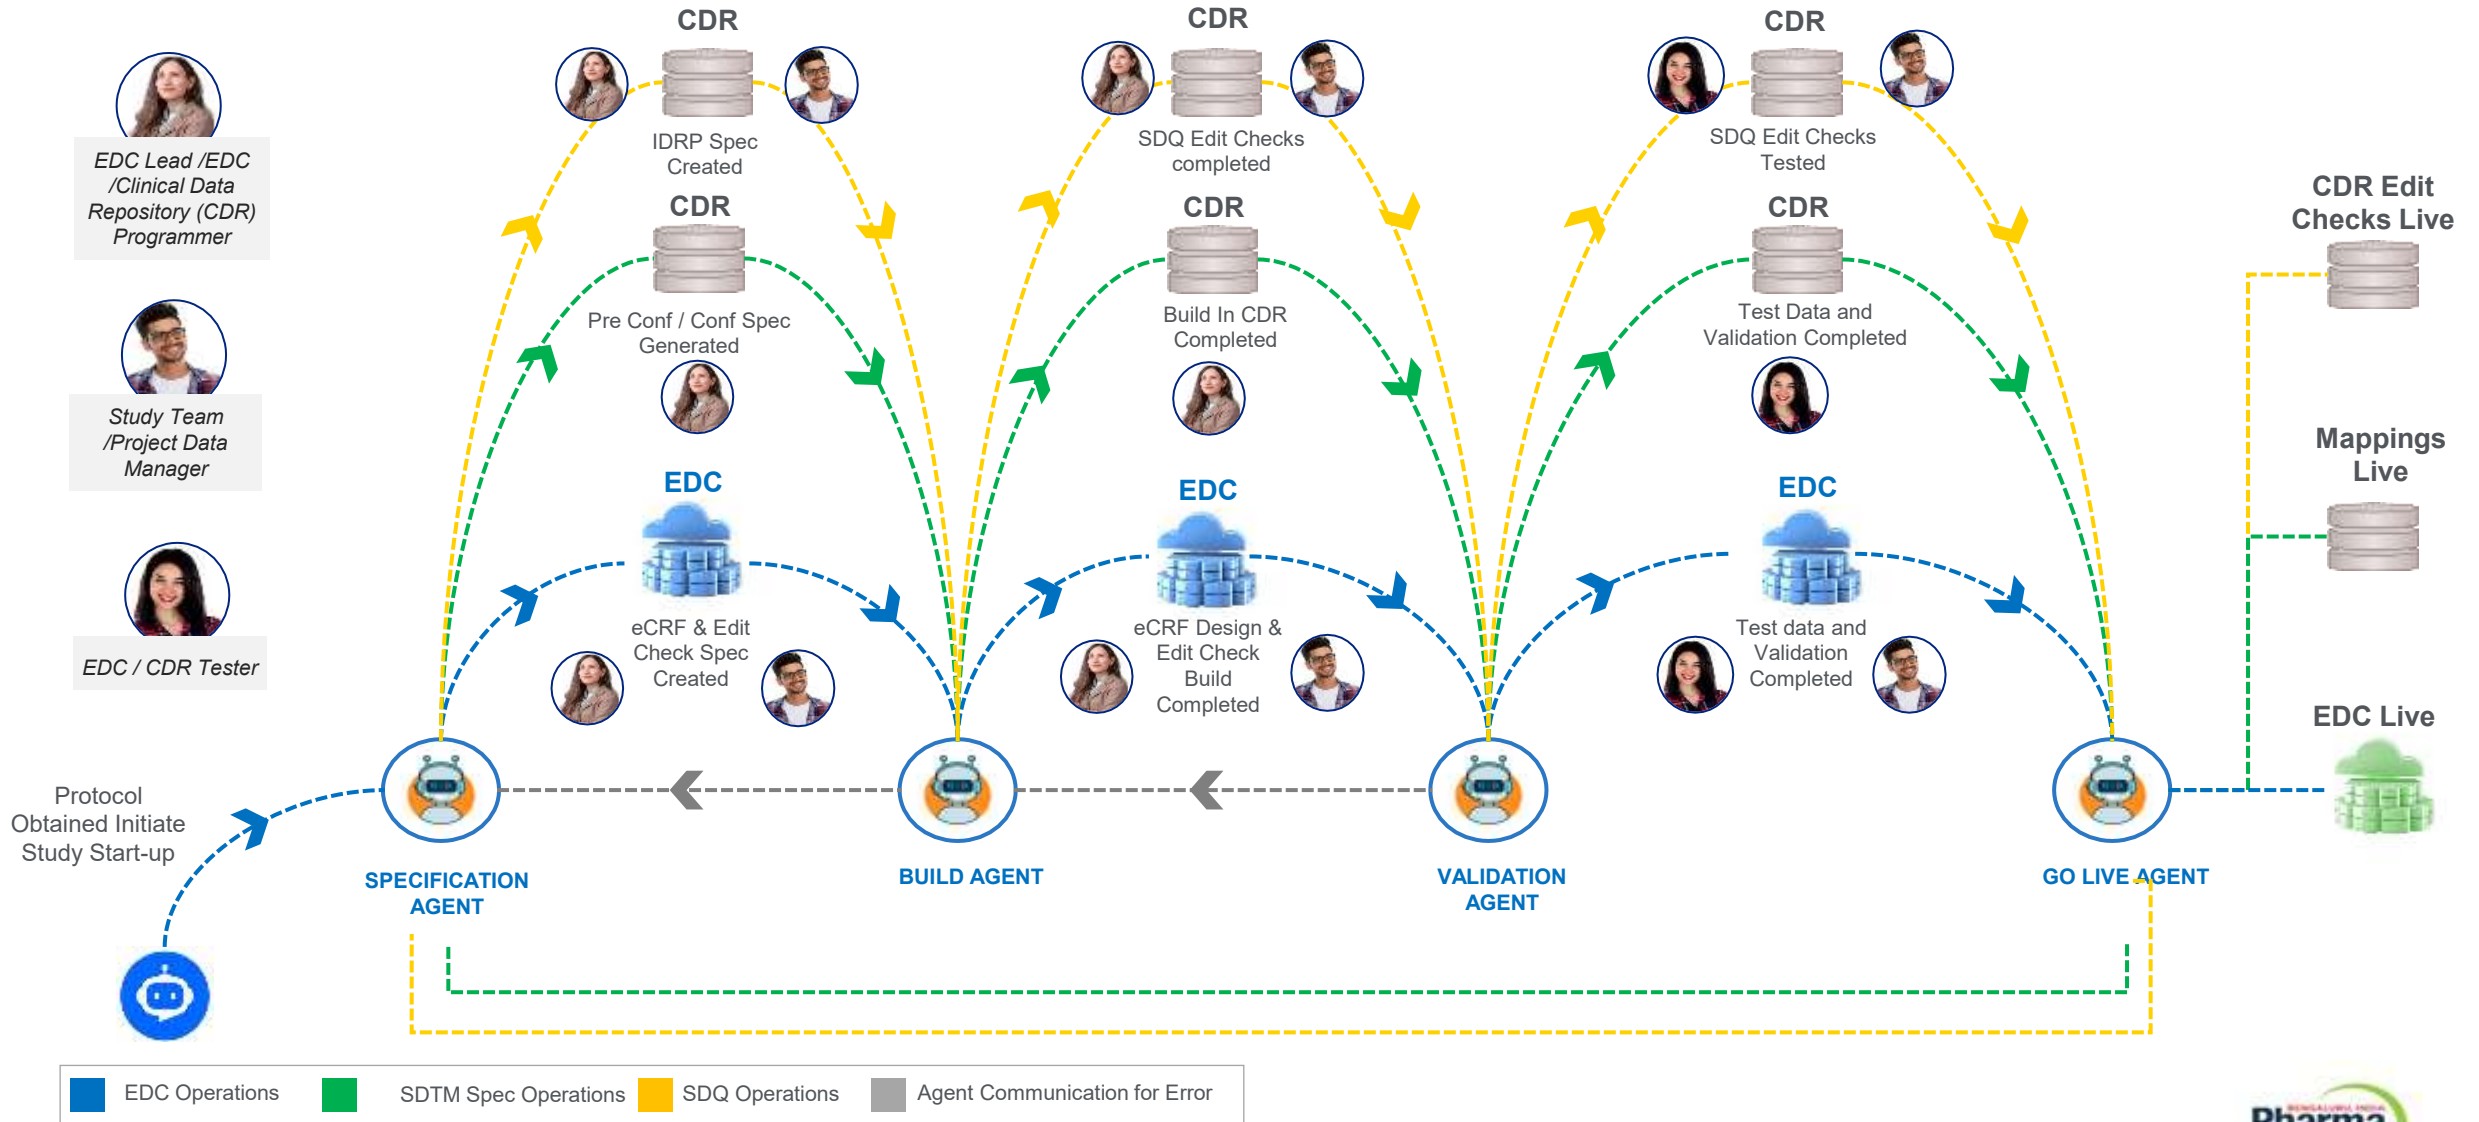 CDR
IDRP Spec
Created
CDR
SDQ Edit Checks
completed
CDR
SDQ Edit Checks
Tested
EDC Lead /EDC
/Clinical Data
Repository (CDR)
Programmer
CDR
Pre Conf / Conf Spec
Generated
CDR
Build In CDR
Completed
CDR
Test Data and
Validation Completed
CDR Edit
Checks Live
Study Team
/Project Data
Manager
Mappings
Live
EDC
eCRF & Edit
Check Spec
Created
EDC
eCRF Design &
Edit Check
Build
Completed
EDC
Test data and
Validation
Completed
EDC / CDR Tester
EDC Live
Protocol
Obtained Initiate
Study Start-up
SPECIFICATION
AGENT
BUILD AGENT
VALIDATION
AGENT
GO LIVE AGENT
EDC Operations
SDTM Spec Operations
SDQ Operations
Agent Communication for Error
BENGALURU, INDIA
Pharma